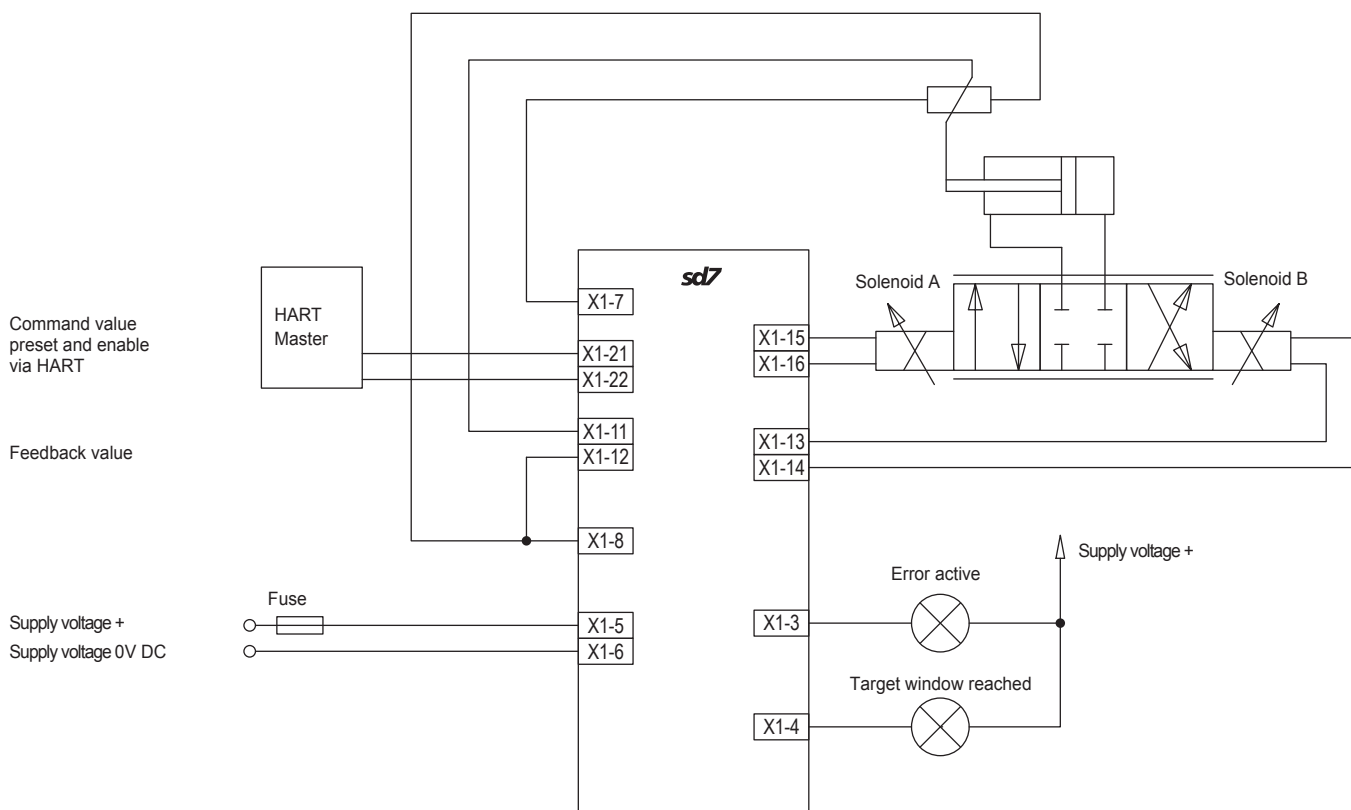 sd7
Solenoid A
Solenoid B
HART
Master
Command value
preset and enable
via HART
Feedback value
X1-7
X1-21
X1-22
X1-11
X1-12
X1-8
Fuse
Supply voltage +
Supply voltage 0V DC
X1-5
X1-6
X1-15
X1-16
X1-13
X1-14
Supply voltage +
Error active
X1-3
Target window reached
X1-4